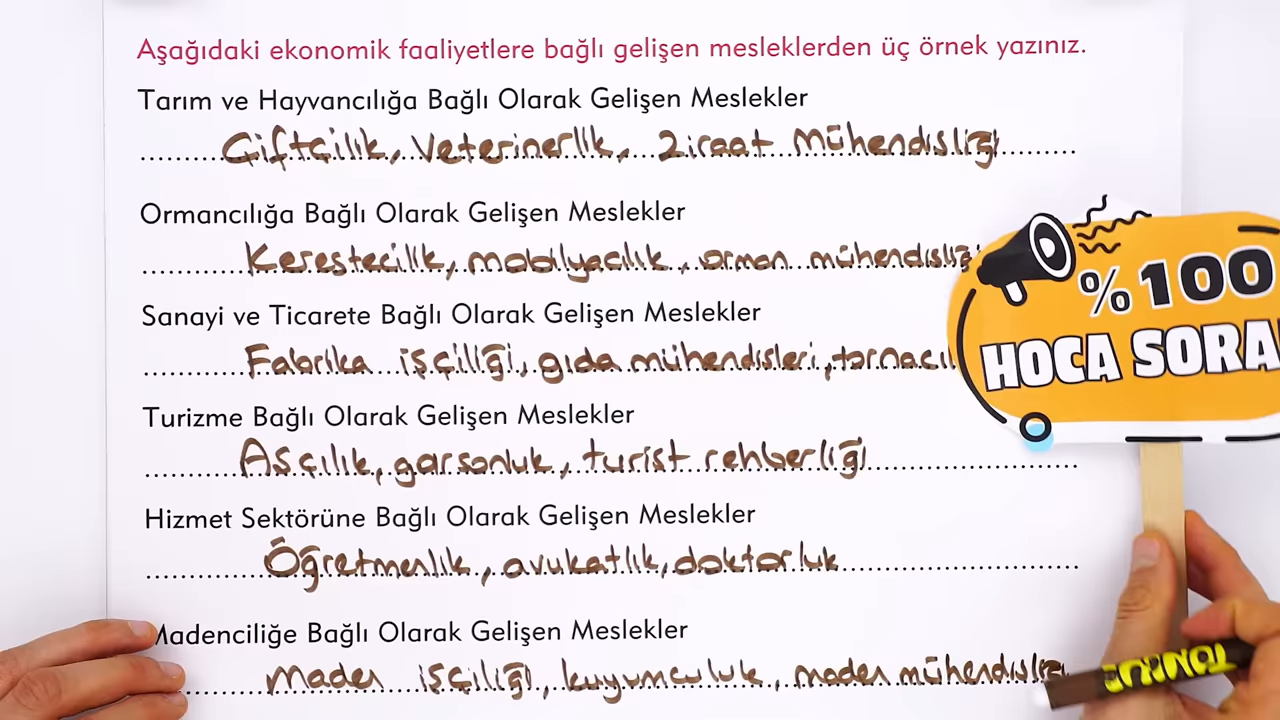 Aşağıdaki ekonomik faaliyetlere bağlı gelişen mesleklerden üç örnek yazınız.
Tarım ve Hayvancılığa Bağlı Olarak Gelişen Meslekler
Çiftçilik, Veterinerlik, Ziraat Mühendisliği
Ormancılığa Bağlı Olarak Gelişen Meslekler
Kerestecilik, mobilyacılık, orman mühendisliği
Sanayi ve Ticarete Bağlı Olarak Gelişen Meslekler
Fabrika işçiliği, gıda mühendisleri, tornacıl
Turizme Bağlı Olarak Gelişen Meslekler
Aşçılık, garsonluk, turist rehberliği
Hizmet Sektörüne Bağlı Olarak Gelişen Meslekler
Öğretmenlik, avukatlık, doktorluk
Madenciliğe Bağlı Olarak Gelişen Meslekler
Maden işçiliği, kuyumculuk, maden mühendisliği
%100
HOCA SORA